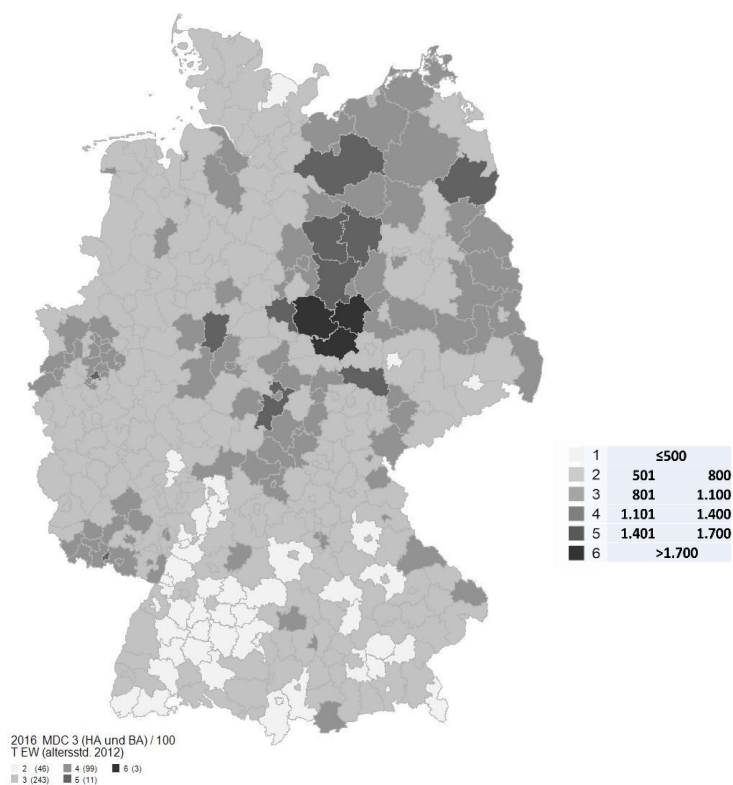 1 ≤500
2 501 800
3 801 1.100
4 1.101 1.400
5 1.401 1.700
6 >1.700
2016 MDC 3 (HA und BA) / 100
T EW (altersstd. 2012)
2 (46) 4 (99) 6 (3)
3 (243) 5 (11)